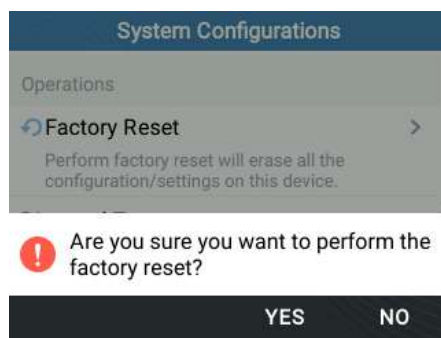 System Configurations
Operations
Factory Reset
Perform factory reset will erase all the
configuration/settings on this device.
Are you sure you want to perform the
factory reset?
YES NO